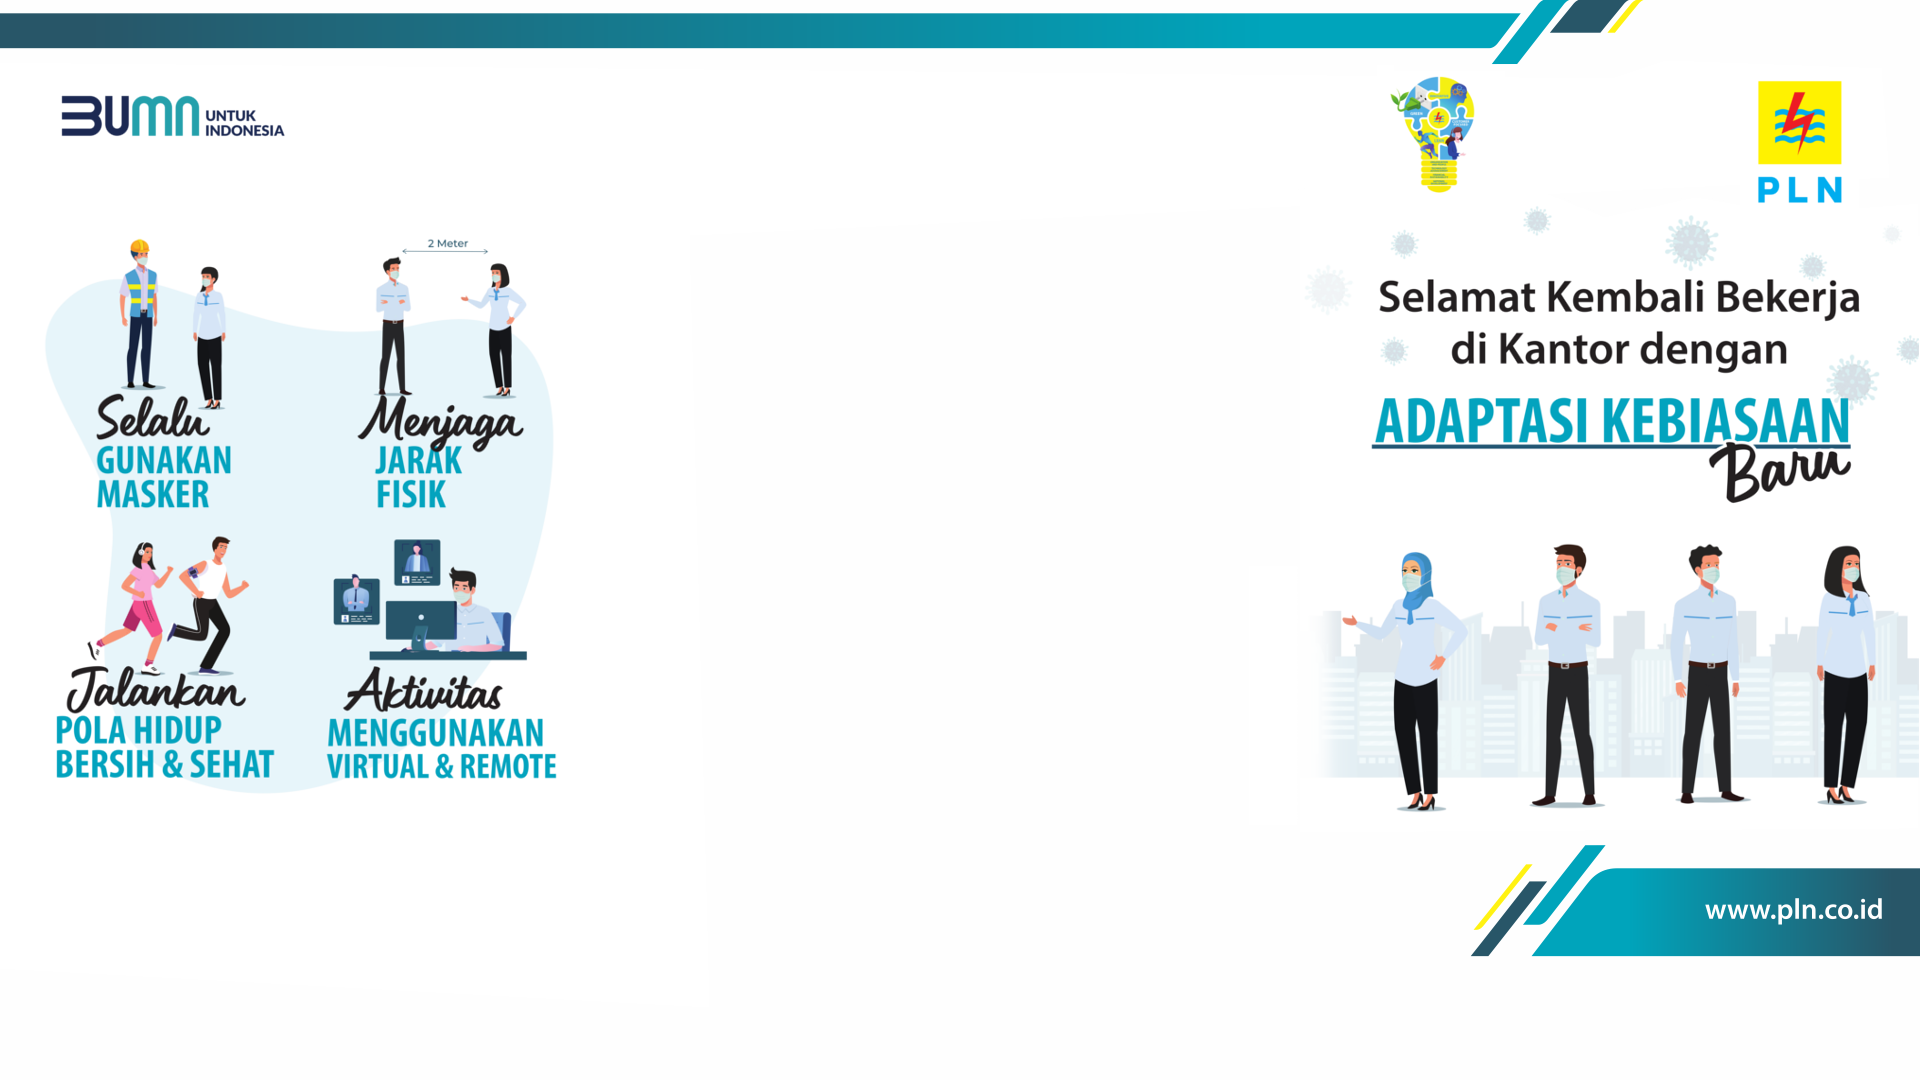 BUMN UNTUK
INDONESIA
PLN
2 Meter
Selalu
GUNAKAN
MASKER
Menjaga
JARAK
FISIK
Jalankan
POLA HIDUP
BERSIH & SEHAT
Aktivitas
MENGGUNAKAN
VIRTUAL & REMOTE
Selamat Kembali Bekerja
di Kantor dengan
ADAPTASI KEBIASAAN
Baru
www.pln.co.id